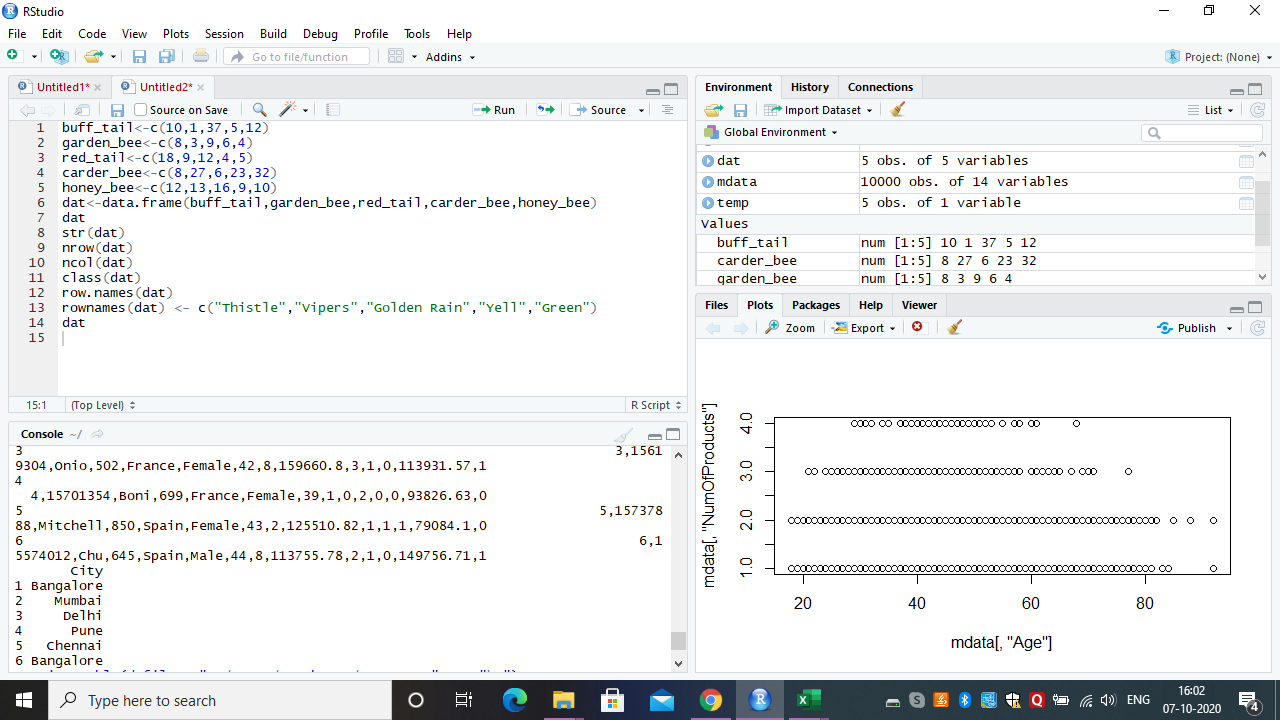 RStudio
File Edit Code View Plots Session Build Debug Profile Tools Help
Go to file/function Addins Project: (None)
Untitled1* Untitled2*
Source on Save Run Source
1 buff_tail<-c(10,1,37,5,12)
2 garden_bee<-c(8,3,9,6,4)
3 red_tail<-c(18,9,12,4,5)
4 carder_bee<-c(8,27,6,23,32)
5 honey_bee<-c(12,13,16,9,10)
6 dat<-data.frame(buff_tail,garden_bee,red_tail,carder_bee,honey_bee)
7 dat
8 str(dat)
9 nrow(dat)
10 ncol(dat)
11 class(dat)
12 row.names(dat)
13 rownames(dat) <- c("Thistle","Vipers","Golden Rain","Yell","Green")
14 dat
15
15:1 (Top Level) R Script
Console ~/
3 3,1561
9304,Onio,502,France,Female,42,8,159660.8,3,1,0,113931.57,1
4
4,15701354,Boni,699,France,Female,39,1,0,2,0,0,93826.63,0
5 5,157378
88,Mitchell,850,Spain,Female,43,2,125510.82,1,1,1,79084.1,0
6 6,1
5574012,Chu,645,Spain,Male,44,8,113755.78,2,1,0,149756.71,1
City
1 Bangalore
2 Mumbai
3 Delhi
4 Pune
5 Chennai
6 Bangalore
Environment History Connections
Import Dataset List
Global Environment
dat 5 obs. of 5 variables
mdata 10000 obs. of 14 variables
temp 5 obs. of 1 variable
Values
buff_tail num [1:5] 10 1 37 5 12
carder_bee num [1:5] 8 27 6 23 32
garden_bee num [1:5] 8 3 9 6 4
Files Plots Packages Help Viewer
Zoom Export Publish
mdata[, "NumOfProducts"]
4.0
3.0
2.0
1.0
20 40 60 80
mdata[, "Age"]
Type here to search
ENG
16:02
07-10-2020
4